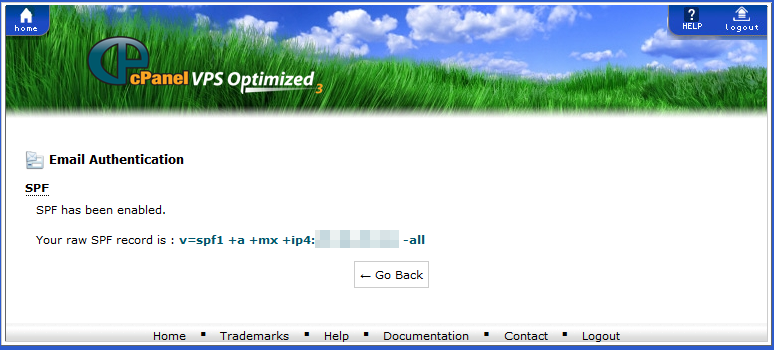 home
HELP
logout
CP
cPanel VPS Optimized 3
Email Authentication
SPF
SPF has been enabled.
Your raw SPF record is : v=spf1 +a +mx +ip4: -all
← Go Back
Home ▪ Trademarks ▪ Help ▪ Documentation ▪ Contact ▪ Logout